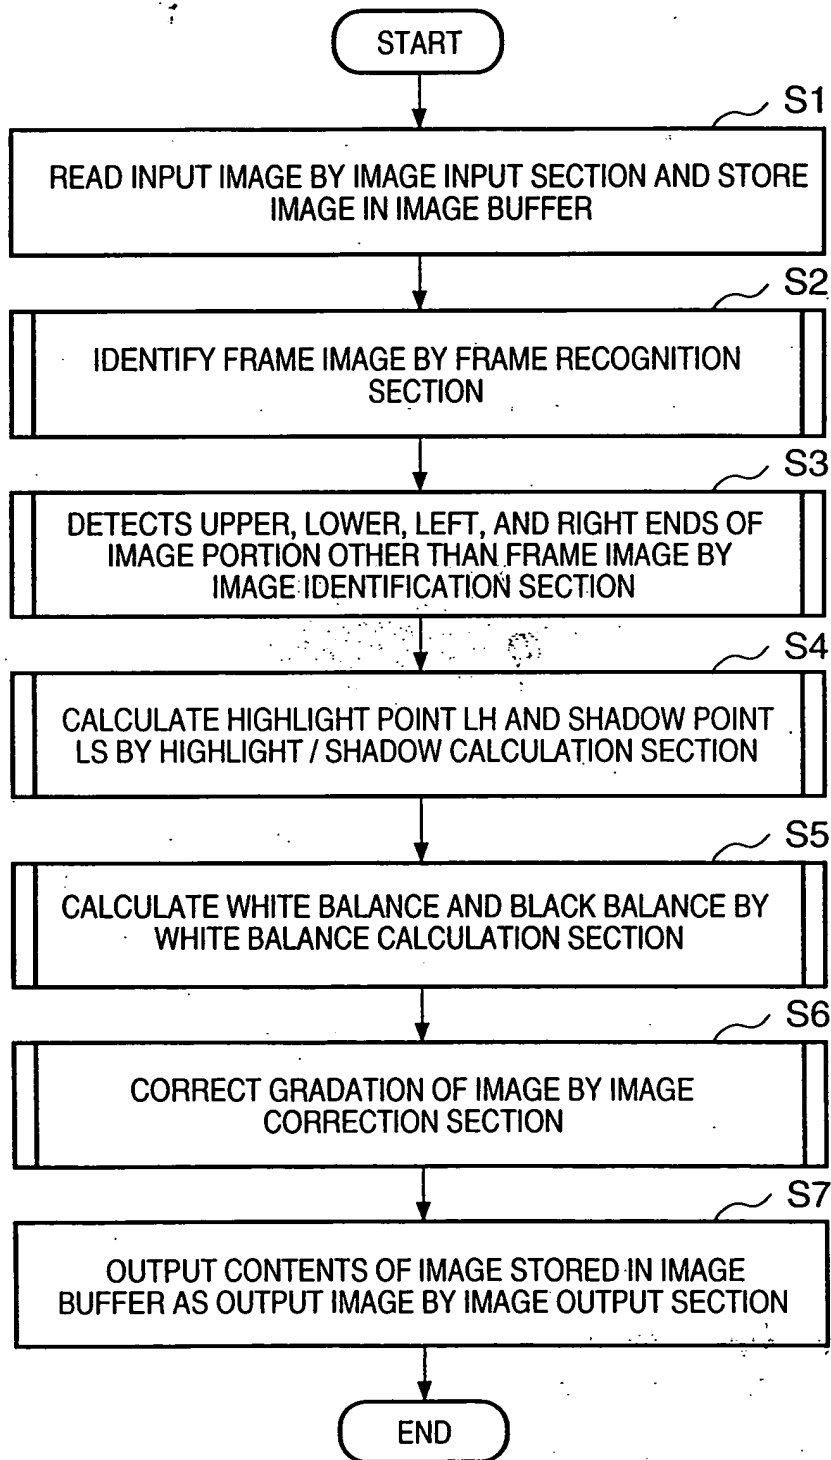 START
S1
READ INPUT IMAGE BY IMAGE INPUT SECTION AND STORE
IMAGE IN IMAGE BUFFER
S2
IDENTIFY FRAME IMAGE BY FRAME RECOGNITION
SECTION
S3
DETECTS UPPER, LOWER, LEFT, AND RIGHT ENDS OF
IMAGE PORTION OTHER THAN FRAME IMAGE BY
IMAGE IDENTIFICATION SECTION
S4
CALCULATE HIGHLIGHT POINT LH AND SHADOW POINT
LS BY HIGHLIGHT / SHADOW CALCULATION SECTION
S5
CALCULATE WHITE BALANCE AND BLACK BALANCE BY
WHITE BALANCE CALCULATION SECTION
S6
CORRECT GRADATION OF IMAGE BY IMAGE
CORRECTION SECTION
S7
OUTPUT CONTENTS OF IMAGE STORED IN IMAGE
BUFFER AS OUTPUT IMAGE BY IMAGE OUTPUT SECTION
END